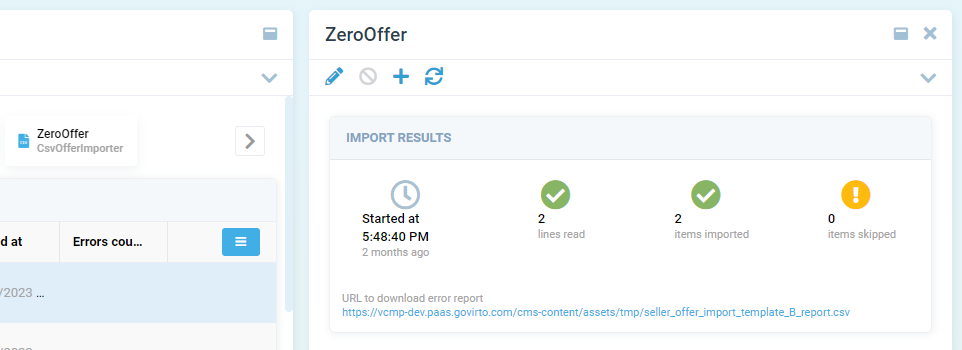 ZeroOffer
CsvOfferImporter
d at
Errors cou...
/2023 ...
ZeroOffer
IMPORT RESULTS
Started at
5:48:40 PM
2 months ago
2
lines read
2
items imported
0
items skipped
URL to download error report
https://vcmp-dev.paas.govirto.com/cms-content/assets/tmp/seller_offer_import_template_B_report.csv